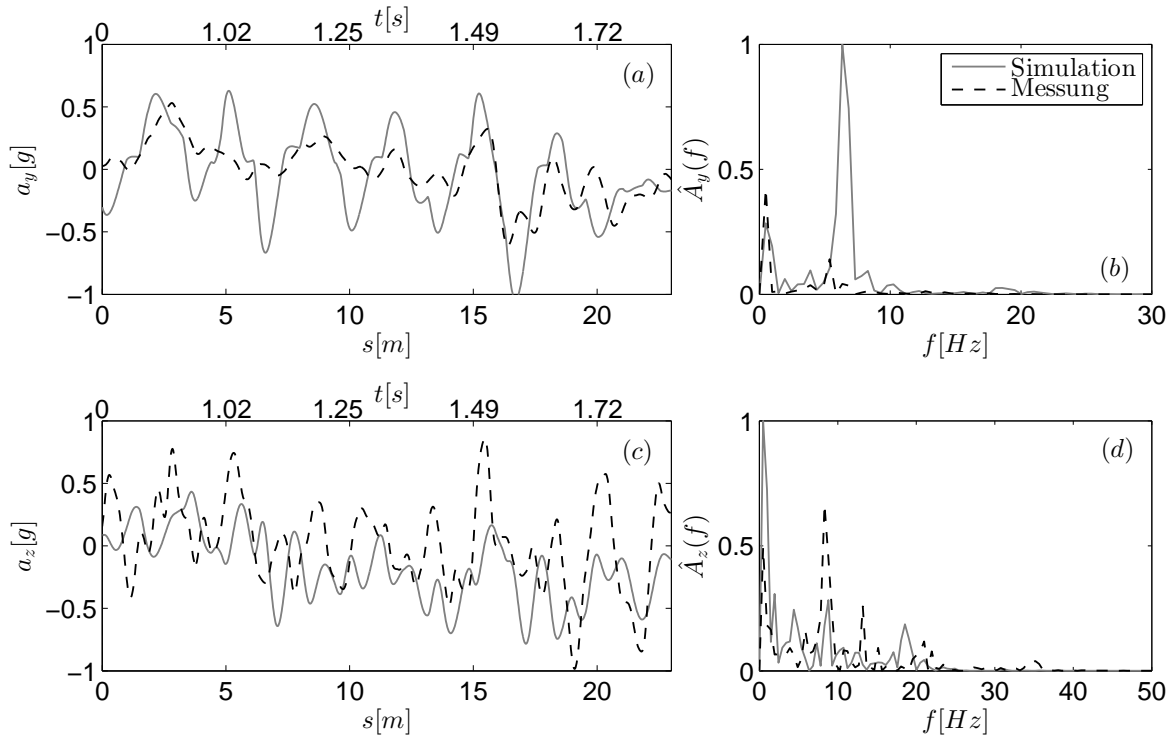 t[s]
0 1.02 1.25 1.49 1.72
1
0.5
0
−0.5
−1
a_y[g]
(a)
0 5 10 15 20
s[m]
1
0.5
0
Â_y(f)
Simulation
Messung
(b)
0 10 20 30
f[Hz]
t[s]
0 1.02 1.25 1.49 1.72
1
0.5
0
−0.5
−1
a_z[g]
(c)
0 5 10 15 20
s[m]
1
0.5
0
Â_z(f)
(d)
0 10 20 30 40 50
f[Hz]